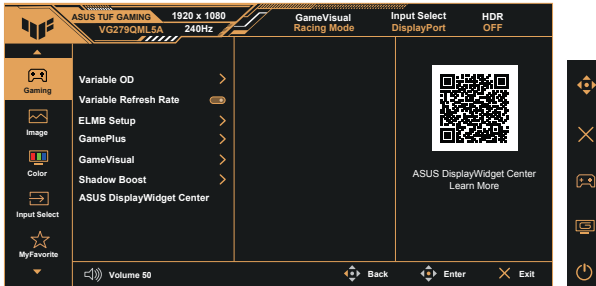 ASUS TUF GAMING 1920 x 1080
VG279QML5A 240Hz
GameVisual
Racing Mode
Input Select
DisplayPort
HDR
OFF
Gaming
Image
Color
Input Select
MyFavorite
Variable OD
Variable Refresh Rate
ELMB Setup
GamePlus
GameVisual
Shadow Boost
ASUS DisplayWidget Center
ASUS DisplayWidget Center
Learn More
Volume 50
Back
Enter
Exit